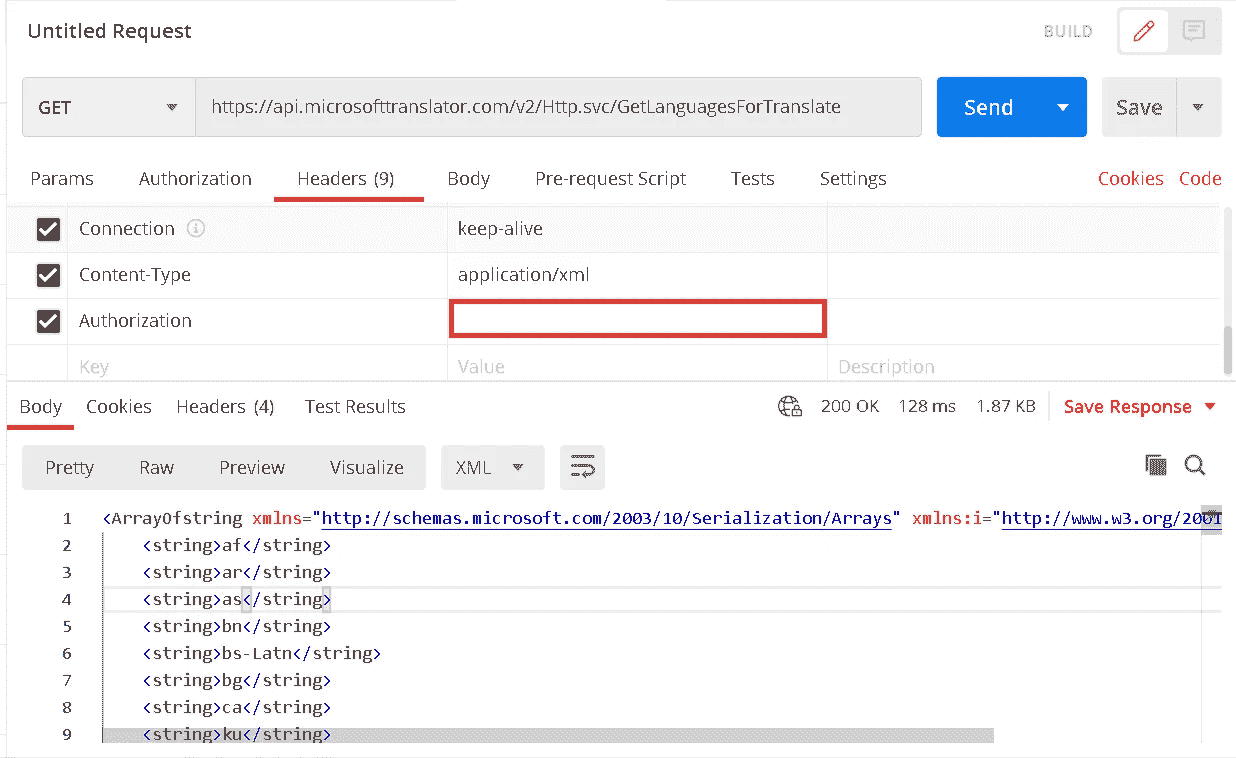 Untitled Request BUILD
GET https://api.microsofttranslator.com/v2/Http.svc/GetLanguagesForTranslate Send Save
Params Authorization Headers (9) Body Pre-request Script Tests Settings Cookies Code
Connection keep-alive
Content-Type application/xml
Authorization
Key Value Description
Body Cookies Headers (4) Test Results 200 OK 128 ms 1.87 KB Save Response
Pretty Raw Preview Visualize XML
1 <ArrayOfstring xmlns="http://schemas.microsoft.com/2003/10/Serialization/Arrays" xmlns:i="http://www.w3.org/2001
2 <string>af</string>
3 <string>ar</string>
4 <string>as</string>
5 <string>bn</string>
6 <string>bs-Latn</string>
7 <string>bg</string>
8 <string>ca</string>
9 <string>ku</string>